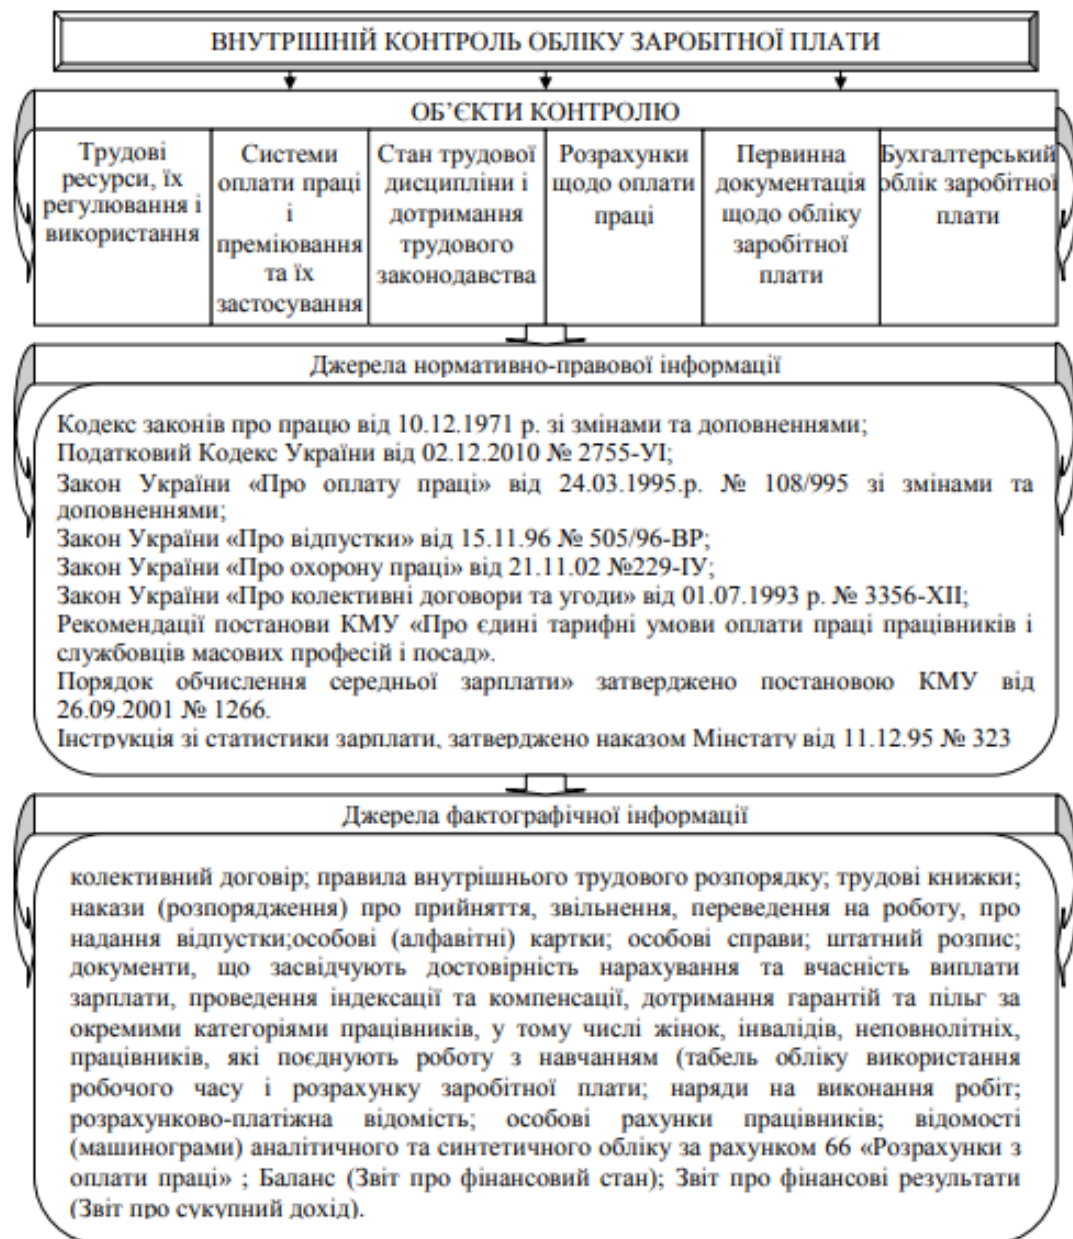 ВНУТРІШНІЙ КОНТРОЛЬ ОБЛІКУ ЗАРОБІТНОЇ ПЛАТИ
ОБ’ЄКТИ КОНТРОЛЮ
Трудові
ресурси, їх
регулювання і
використання
Системи
оплати праці
і
преміювання
та їх
застосування
Стан трудової
дисципліни і
дотримання
трудового
законодавства
Розрахунки
щодо оплати
праці
Первинна
документація
щодо обліку
заробітної
плати
Бухгалтерський
облік заробітної
плати
Джерела нормативно-правової інформації
Кодекс законів про працю від 10.12.1971 р. зі змінами та доповненнями;
Податковий Кодекс України від 02.12.2010 № 2755-УІ;
Закон України «Про оплату праці» від 24.03.1995.р. № 108/995 зі змінами та
доповненнями;
Закон України «Про відпустки» від 15.11.96 № 505/96-ВР;
Закон України «Про охорону праці» від 21.11.02 №229-ІУ;
Закон України «Про колективні договори та угоди» від 01.07.1993 р. № 3356-ХІІ;
Рекомендації постанови КМУ «Про єдині тарифні умови оплати праці працівників і
службовців масових професій і посад».
Порядок обчислення середньої зарплати» затверджено постановою КМУ від
26.09.2001 № 1266.
Інструкція зі статистики зарплати, затверджено наказом Мінстату від 11.12.95 № 323
Джерела фактографічної інформації
колективний договір; правила внутрішнього трудового розпорядку; трудові книжки;
накази (розпорядження) про прийняття, звільнення, переведення на роботу, про
надання відпустки;особові (алфавітні) картки; особові справи; штатний розпис;
документи, що засвідчують достовірність нарахування та вчасність виплати
зарплати, проведення індексації та компенсації, дотримання гарантій та пільг за
окремими категоріями працівників, у тому числі жінок, інвалідів, неповнолітніх,
працівників, які поєднують роботу з навчанням (табель обліку використання
робочого часу і розрахунку заробітної плати; наряди на виконання робіт;
розрахунково-платіжна відомість; особові рахунки працівників; відомості
(машинограми) аналітичного та синтетичного обліку за рахунком 66 «Розрахунки з
оплати праці» ; Баланс (Звіт про фінансовий стан); Звіт про фінансові результати
(Звіт про сукупний дохід).